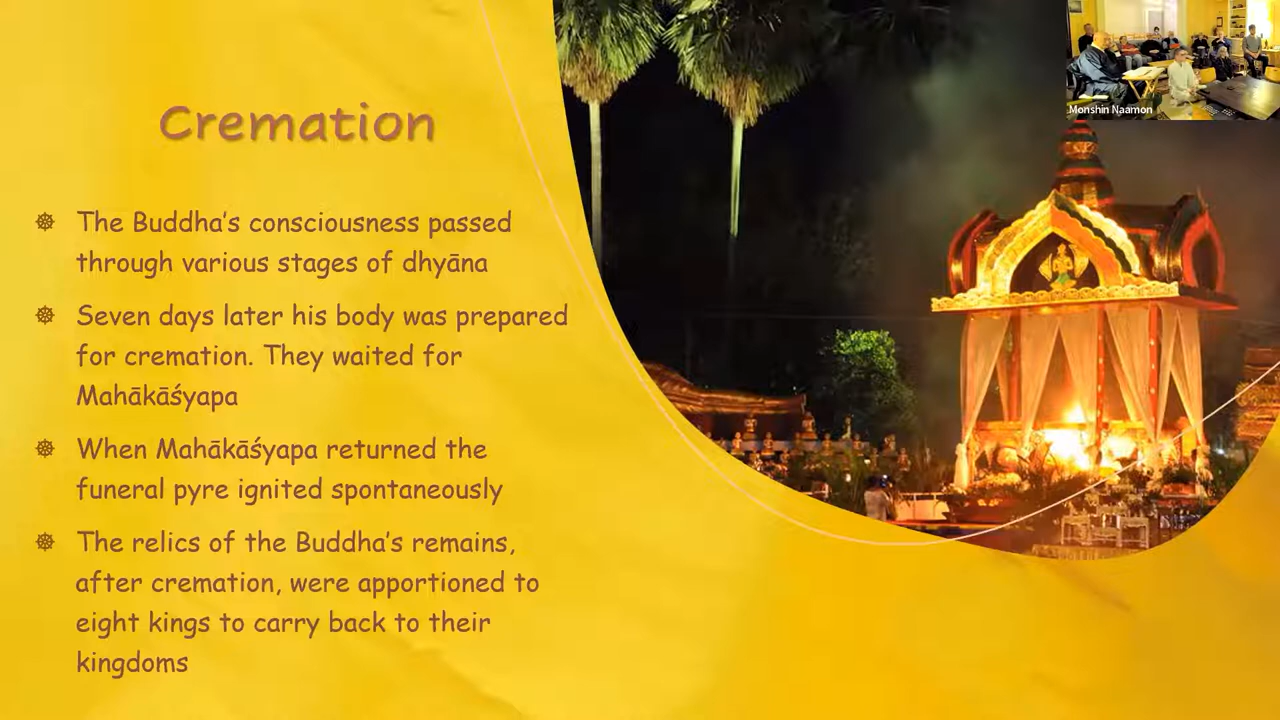 Monshin Naamon
Cremation
The Buddha's consciousness passed
through various stages of dhyāna
Seven days later his body was prepared
for cremation. They waited for
Mahākāśyapa
When Mahākāśyapa returned the
funeral pyre ignited spontaneously
The relics of the Buddha's remains,
after cremation, were apportioned to
eight kings to carry back to their
kingdoms